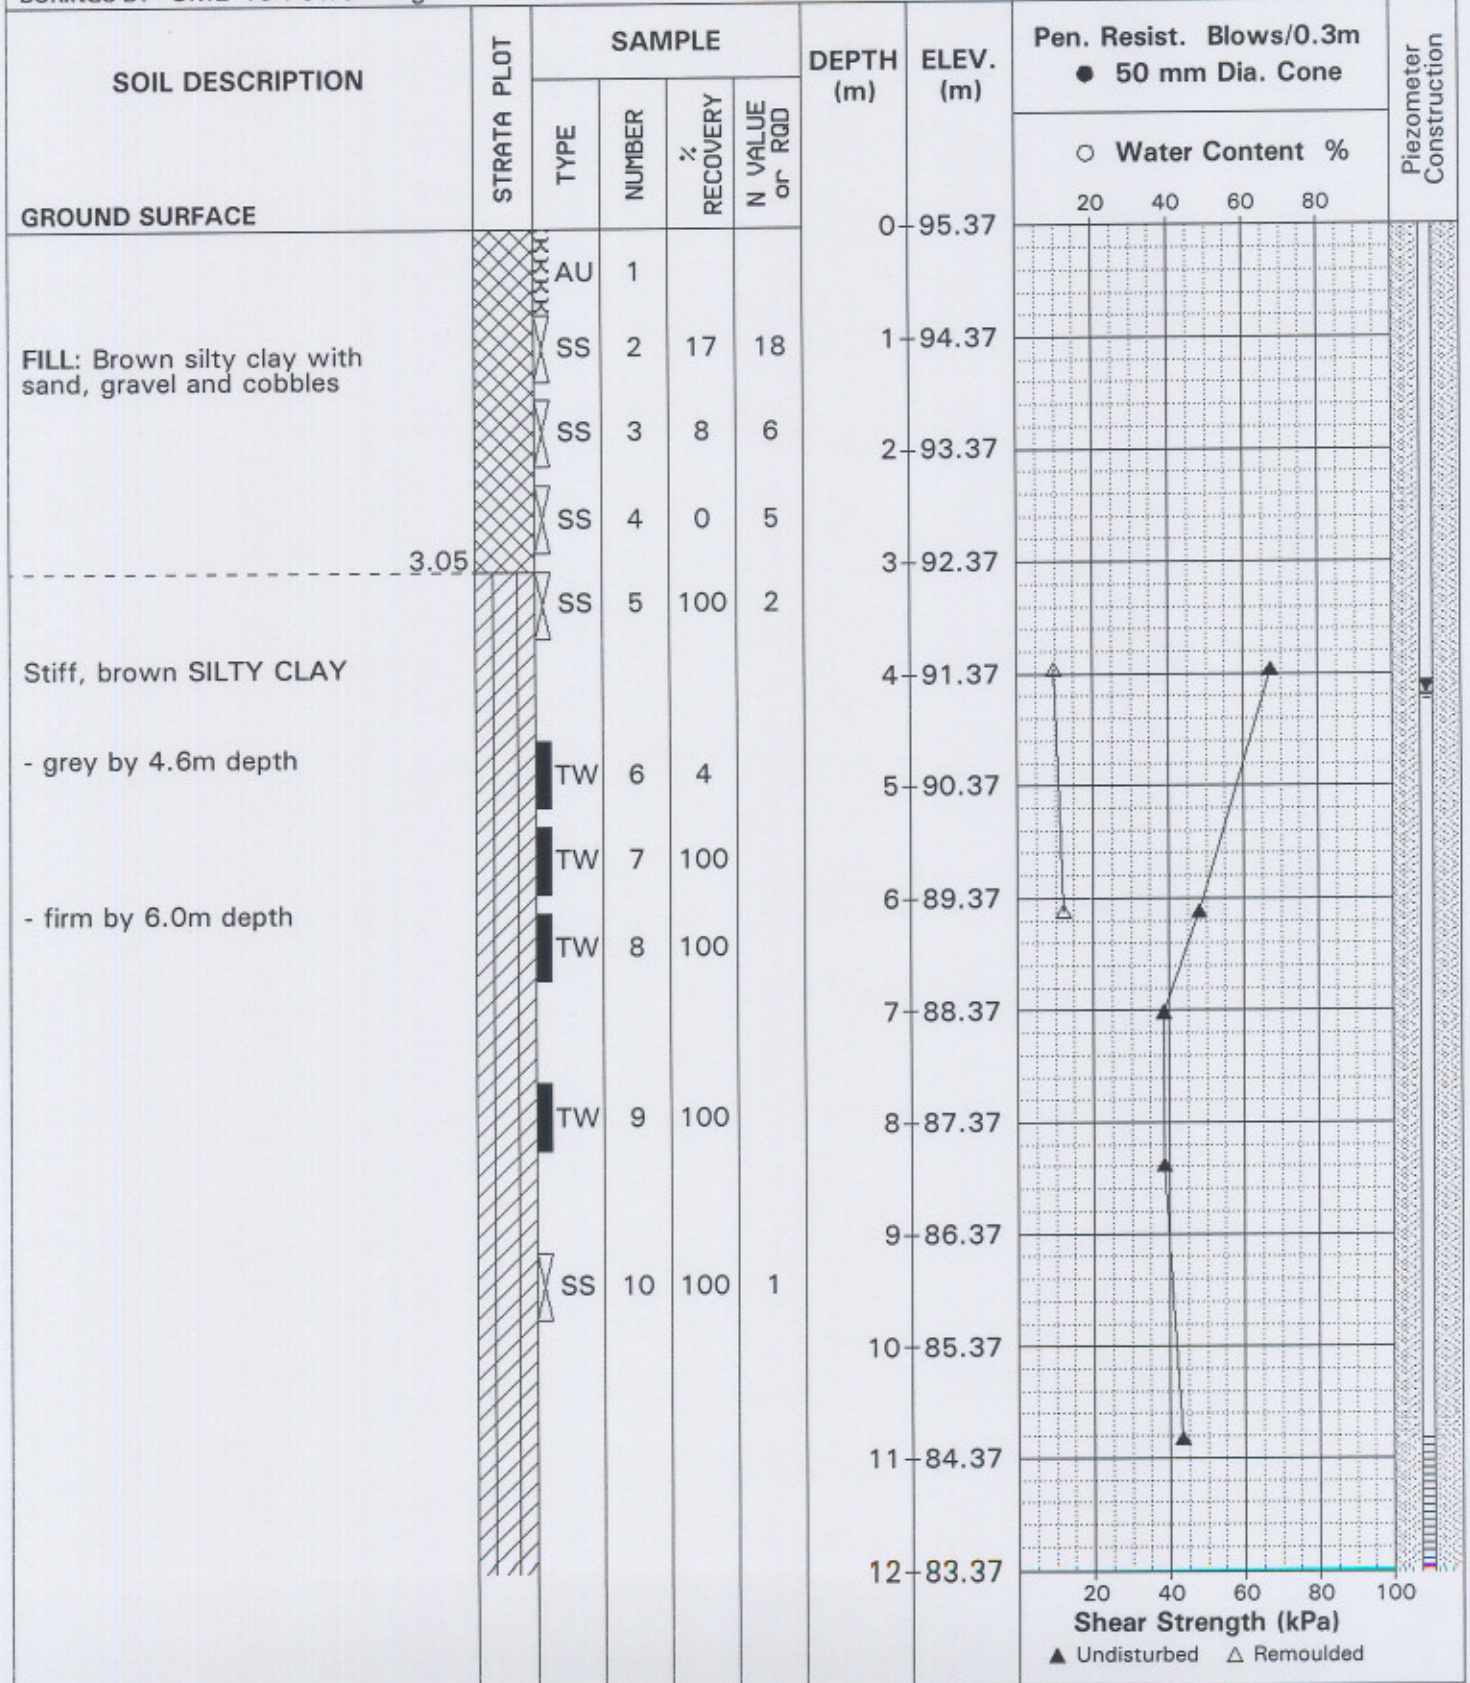 SOIL DESCRIPTION
GROUND SURFACE
STRATA PLOT
SAMPLE
TYPE
NUMBER
%
RECOVERY
N VALUE
or RQD
DEPTH
(m)
ELEV.
(m)
Pen. Resist. Blows/0.3m
● 50 mm Dia. Cone
○ Water Content %
20 40 60 80
Piezometer
Construction
0 95.37
AU 1
1 94.37
SS 2 17 18
FILL: Brown silty clay with
sand, gravel and cobbles
SS 3 8 6
2 93.37
SS 4 0 5
3.05
3 92.37
SS 5 100 2
Stiff, brown SILTY CLAY
4 91.37
- grey by 4.6m depth
TW 6 4
5 90.37
TW 7 100
6 89.37
- firm by 6.0m depth
TW 8 100
7 88.37
TW 9 100
8 87.37
9 86.37
SS 10 100 1
10 85.37
11 84.37
12 83.37
20 40 60 80 100
Shear Strength (kPa)
▲ Undisturbed △ Remoulded